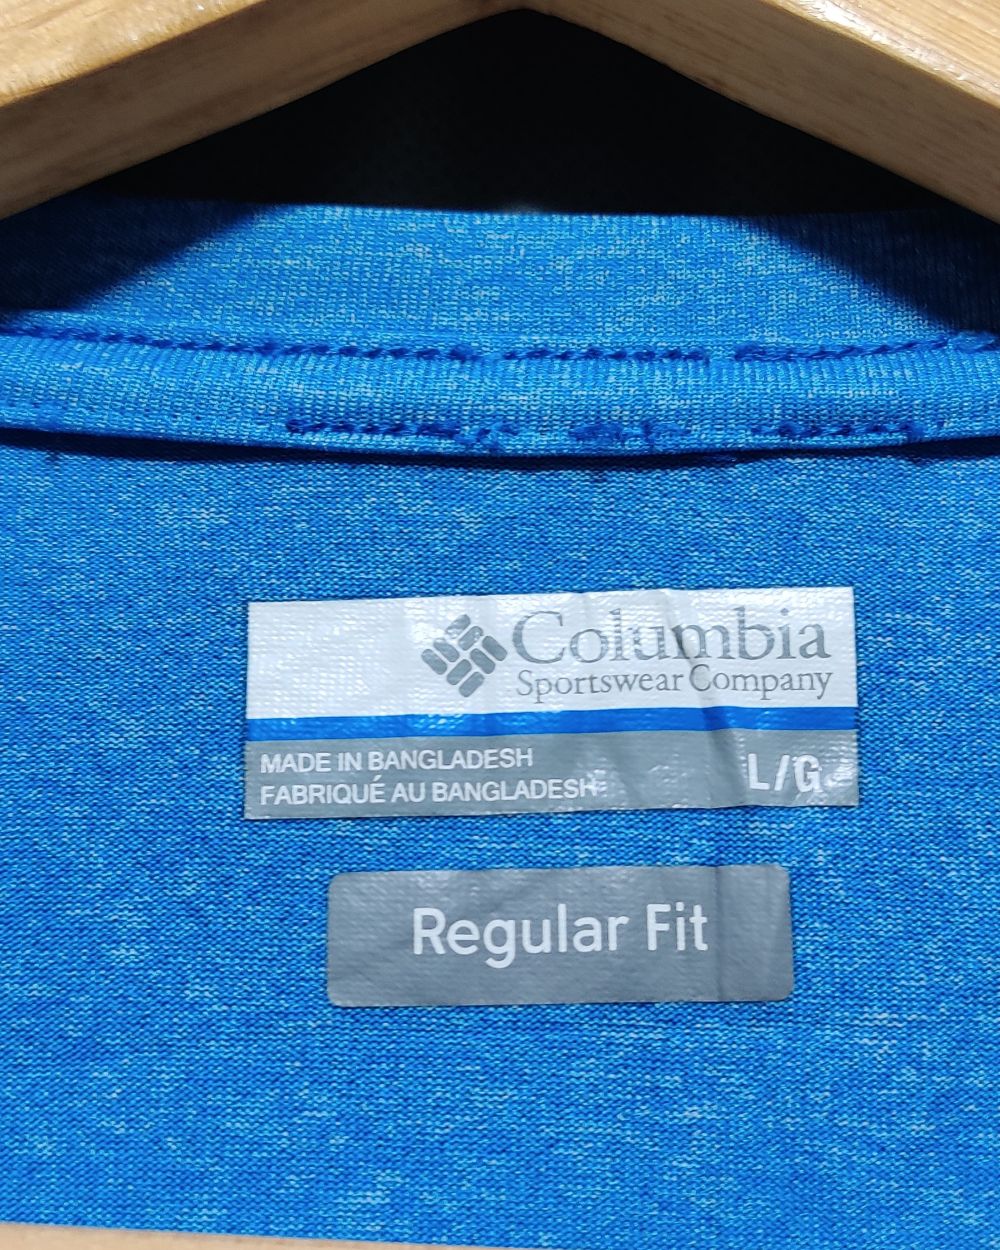 Columbia
Sportswear Company
MADE IN BANGLADESH
FABRIQUÉ AU BANGLADESH
L/G
Regular Fit